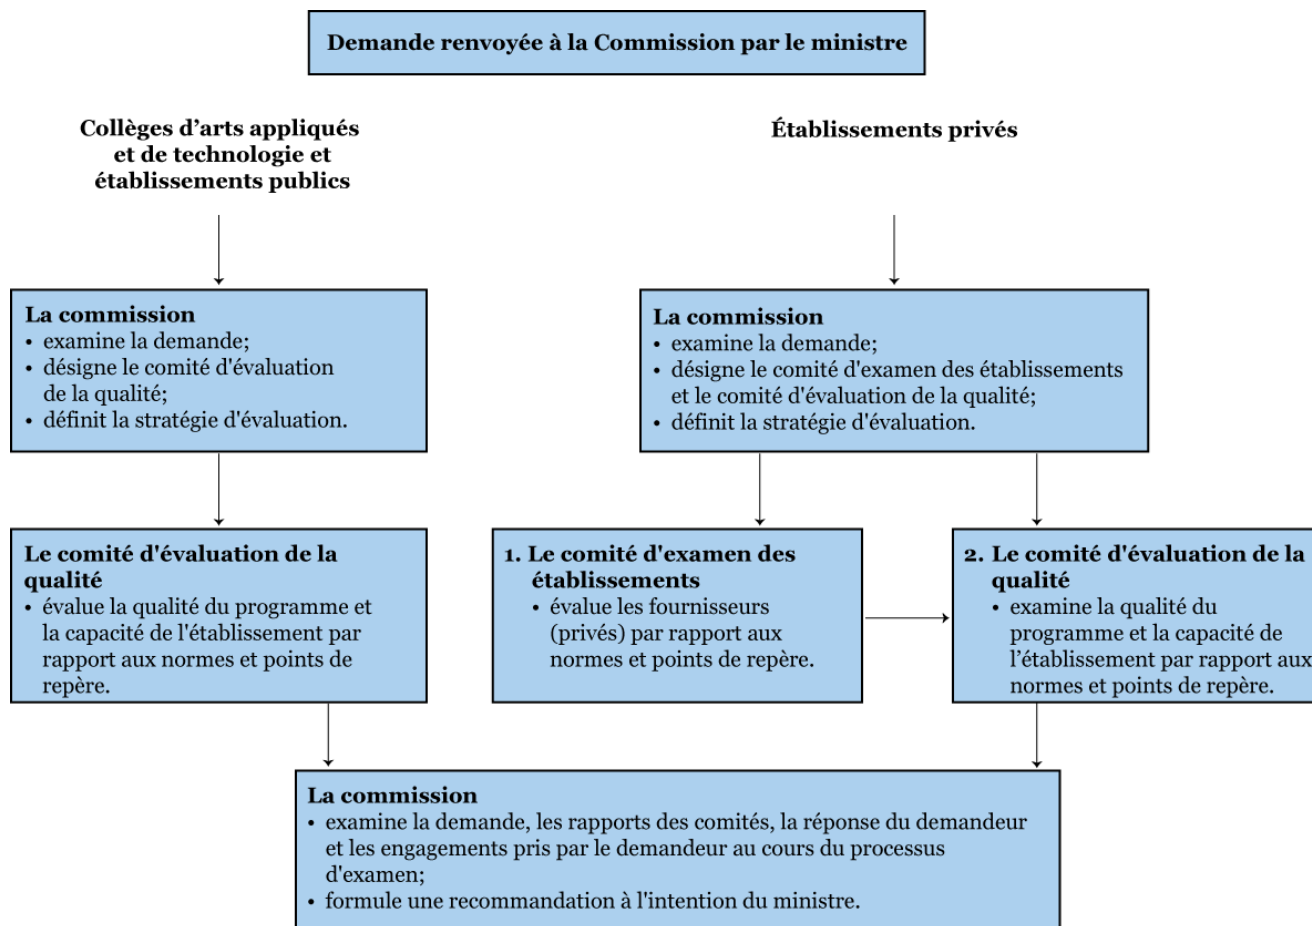 Demande renvoyée à la Commission par le ministre
Collèges d’arts appliqués
et de technologie et
établissements publics
Établissements privés
La commission
• examine la demande;
• désigne le comité d'évaluation
de la qualité;
• définit la stratégie d'évaluation.
La commission
• examine la demande;
• désigne le comité d'examen des établissements
et le comité d'évaluation de la qualité;
• définit la stratégie d'évaluation.
Le comité d'évaluation de la
qualité
• évalue la qualité du programme et
la capacité de l'établissement par
rapport aux normes et points de
repère.
1. Le comité d'examen des
établissements
• évalue les fournisseurs
(privés) par rapport aux
normes et points de repère.
2. Le comité d'évaluation de la
qualité
• examine la qualité du
programme et la capacité de
l’établissement par rapport aux
normes et points de repère.
La commission
• examine la demande, les rapports des comités, la réponse du demandeur
et les engagements pris par le demandeur au cours du processus
d'examen;
• formule une recommandation à l'intention du ministre.